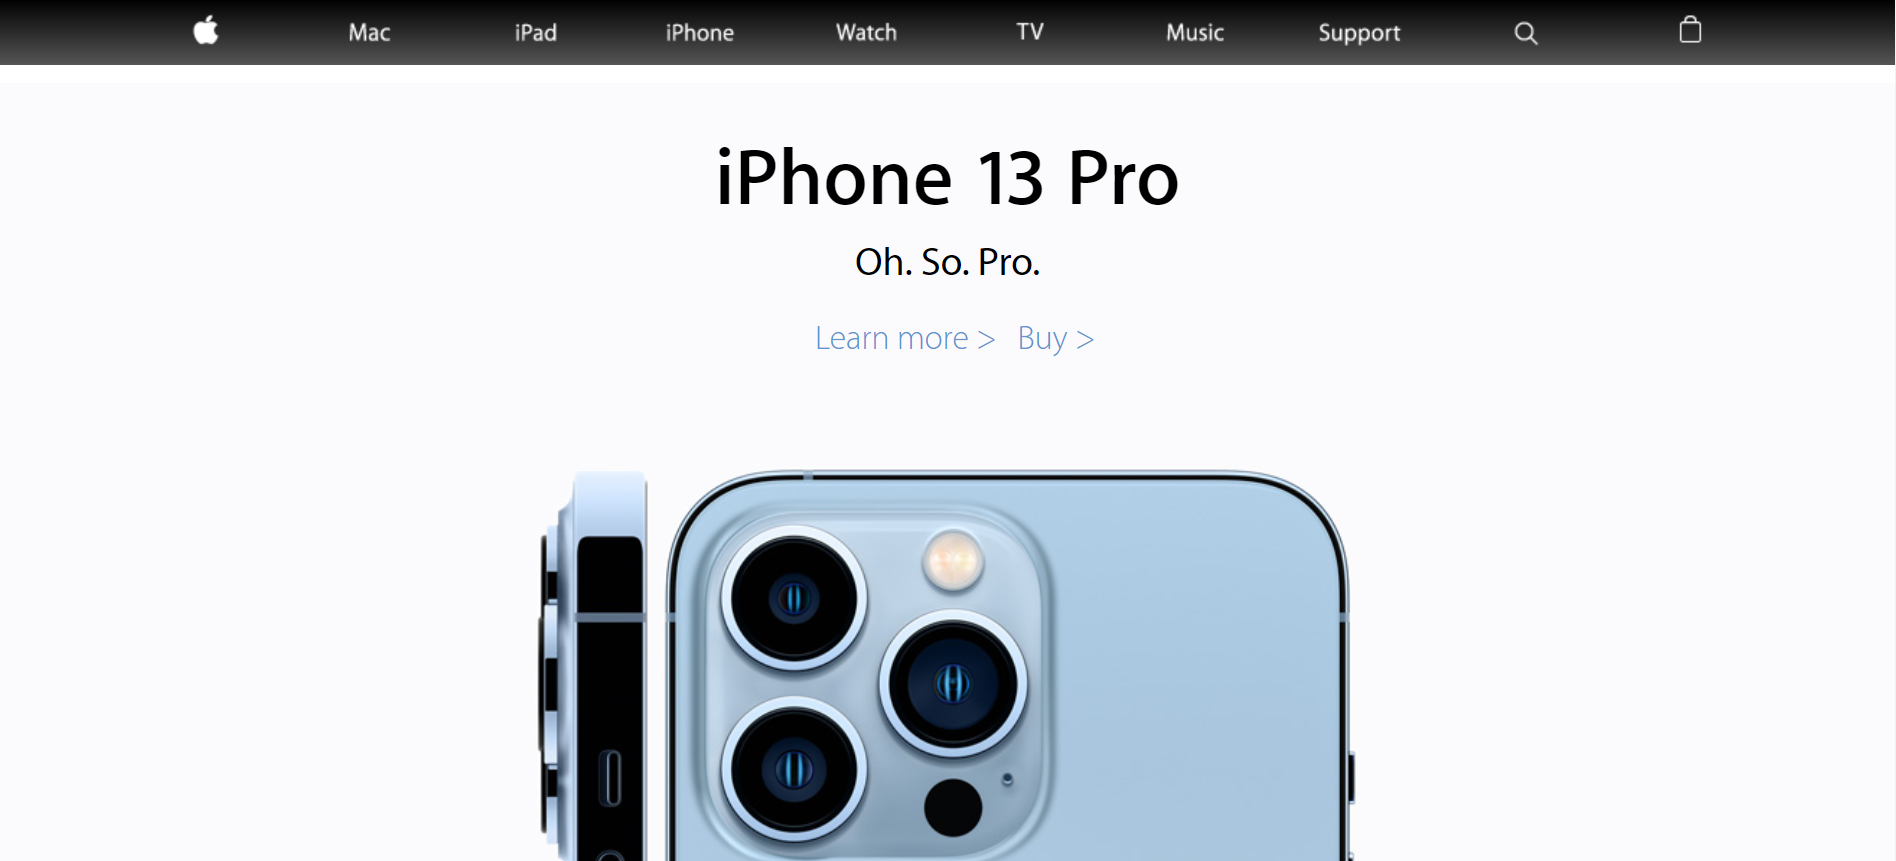 Mac iPad iPhone Watch TV Music Support
iPhone 13 Pro
Oh. So. Pro.
Learn more > Buy >